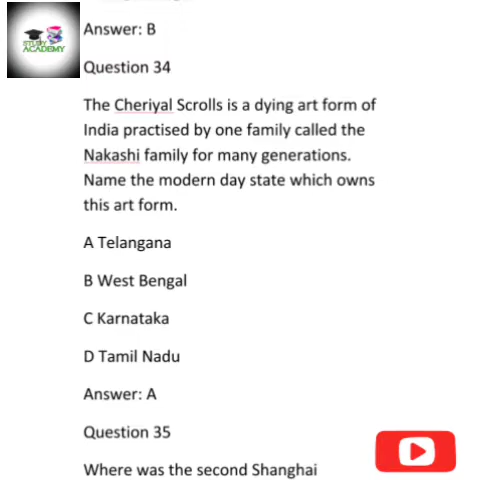 STUDY
ACADEMY
Answer: B
Question 34
The Cheriyal Scrolls is a dying art form of
India practised by one family called the
Nakashi family for many generations.
Name the modern day state which owns
this art form.
A Telangana
B West Bengal
C Karnataka
D Tamil Nadu
Answer: A
Question 35
Where was the second Shanghai